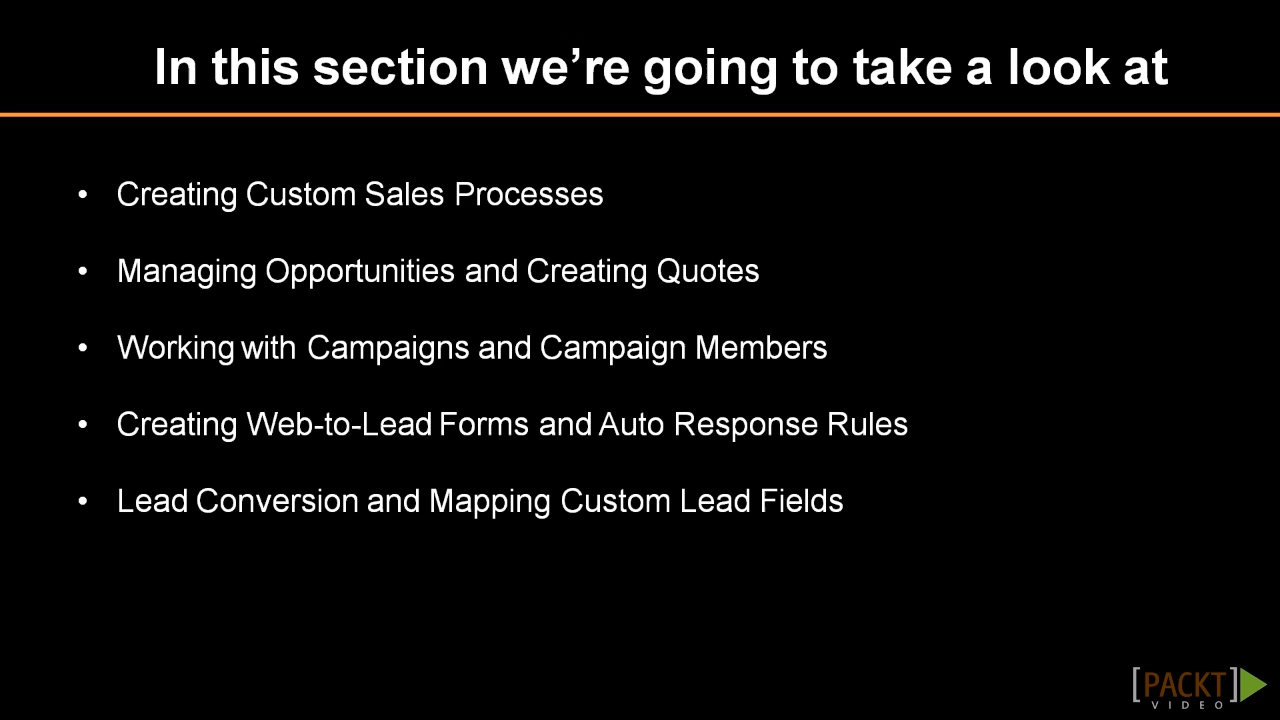 In this section we’re going to take a look at
• Creating Custom Sales Processes
• Managing Opportunities and Creating Quotes
• Working with Campaigns and Campaign Members
• Creating Web-to-Lead Forms and Auto Response Rules
• Lead Conversion and Mapping Custom Lead Fields
[PACKT]
VIDEO